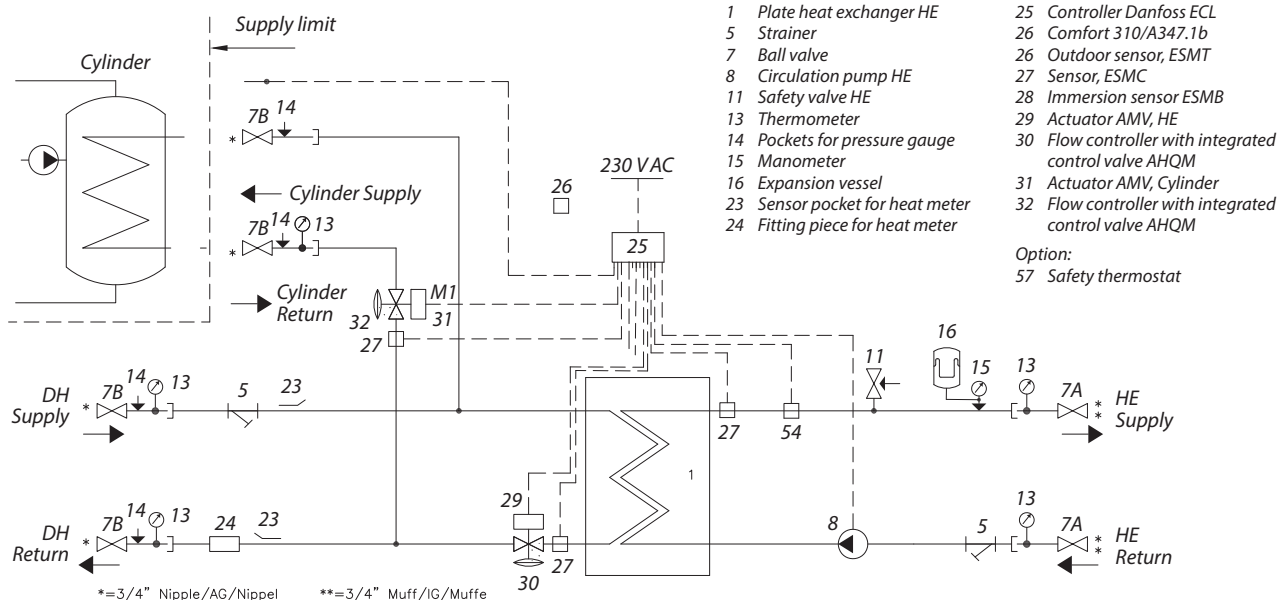 Supply limit
Cylinder
7B
14
*
Cylinder Supply
7B
14
13
*
Cylinder
Return
M1
32
31
27
26
230 V AC
25
1 Plate heat exchanger HE
5 Strainer
7 Ball valve
8 Circulation pump HE
11 Safety valve HE
13 Thermometer
14 Pockets for pressure gauge
15 Manometer
16 Expansion vessel
23 Sensor pocket for heat meter
24 Fitting piece for heat meter
25 Controller Danfoss ECL
26 Comfort 310/A347.1b
26 Outdoor sensor, ESMT
27 Sensor, ESMC
28 Immersion sensor ESMB
29 Actuator AMV, HE
30 Flow controller with integrated
control valve AHQM
31 Actuator AMV, Cylinder
32 Flow controller with integrated
control valve AHQM
Option:
57 Safety thermostat
DH
Supply
*
7B
14
13
5
23
27
54
11
16
15
13
7A
*
*
HE
Supply
1
DH
Return
*
7B
14
13
24
23
29
30
27
8
5
13
7A
*
*
HE
Return
*=3/4" Nipple/AG/Nippel **=3/4" Muff/IG/Muffe